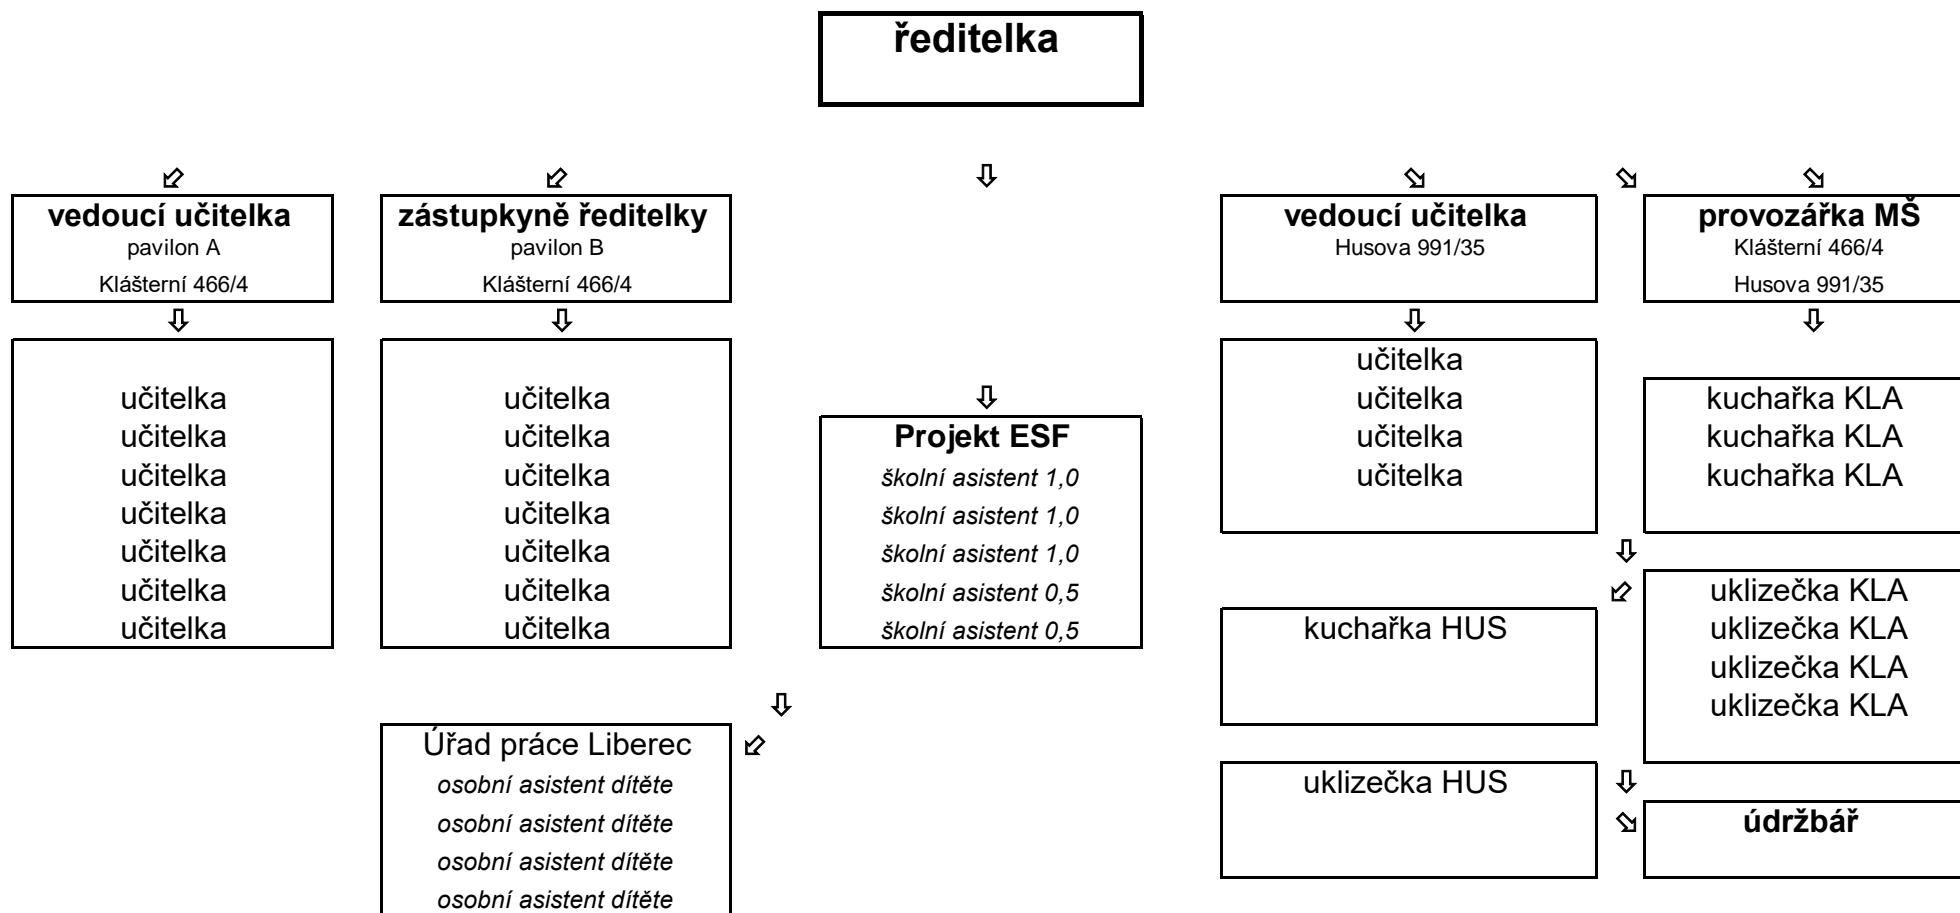 ředitelka
vedoucí učitelka
pavilon A
Klášterní 466/4
zástupkyně ředitelky
pavilon B
Klášterní 466/4
vedoucí učitelka
Husova 991/35
provozářka MŠ
Klášterní 466/4
Husova 991/35
učitelka
učitelka
učitelka
učitelka
učitelka
učitelka
učitelka
učitelka
učitelka
učitelka
učitelka
učitelka
učitelka
učitelka
Projekt ESF
školní asistent 1,0
školní asistent 1,0
školní asistent 1,0
školní asistent 0,5
školní asistent 0,5
učitelka
učitelka
učitelka
učitelka
kuchařka KLA
kuchařka KLA
kuchařka KLA
uklizečka KLA
uklizečka KLA
uklizečka KLA
uklizečka KLA
kuchařka HUS
Úřad práce Liberec
osobní asistent dítěte
osobní asistent dítěte
osobní asistent dítěte
osobní asistent dítěte
uklizečka HUS
údržbář